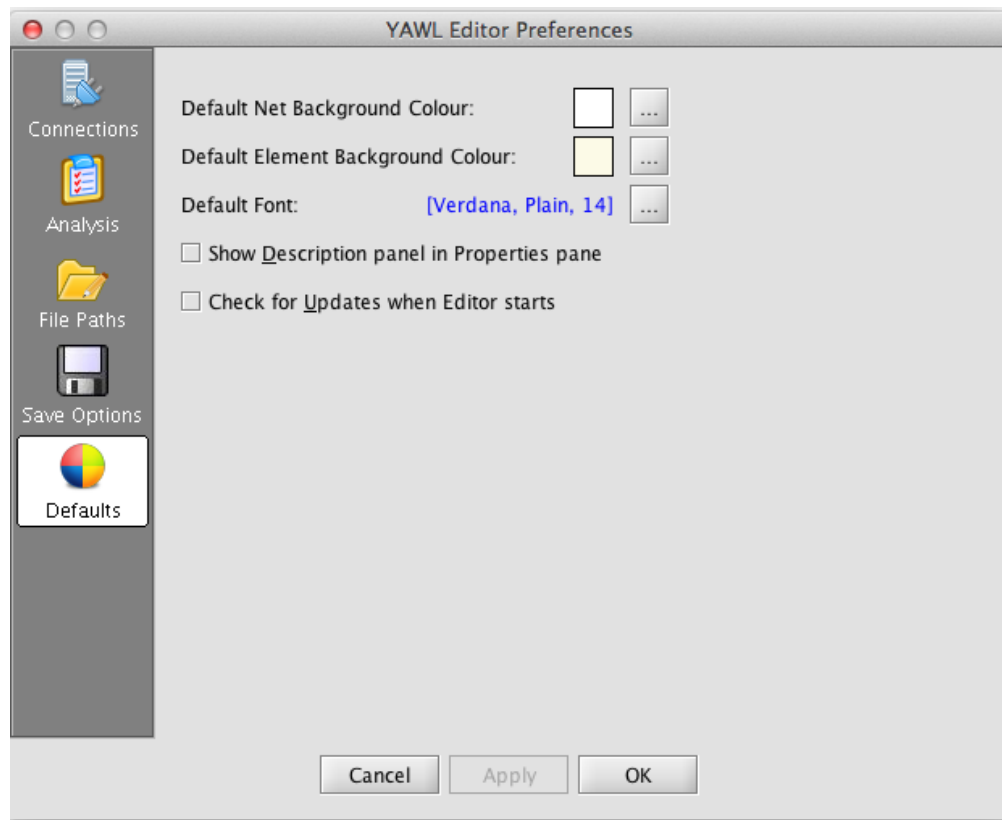 YAWL Editor Preferences
Connections
Analysis
File Paths
Save Options
Defaults
Default Net Background Colour: ...
Default Element Background Colour: ...
Default Font: [Verdana, Plain, 14] ...
Show Description panel in Properties pane
Check for Updates when Editor starts
Cancel Apply OK